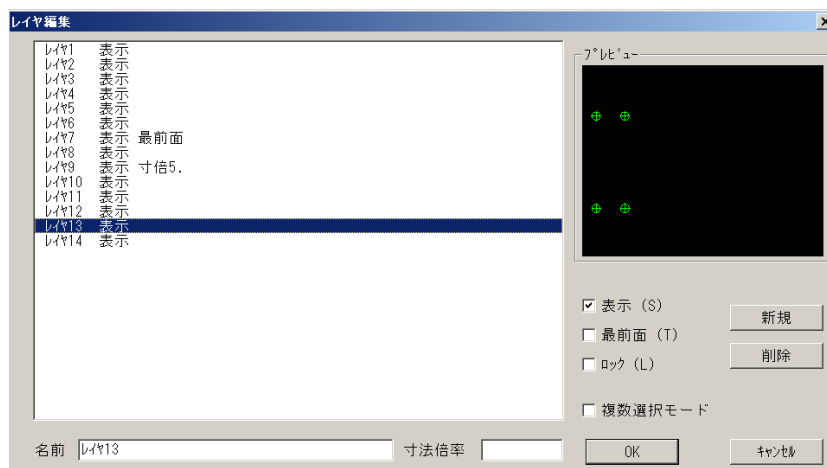 レイヤ編集
ﾚｲﾔ1 表示
ﾚｲﾔ2 表示
ﾚｲﾔ3 表示
ﾚｲﾔ4 表示
ﾚｲﾔ5 表示
ﾚｲﾔ6 表示
ﾚｲﾔ7 表示 最前面
ﾚｲﾔ8 表示
ﾚｲﾔ9 表示 寸倍5.
ﾚｲﾔ10 表示
ﾚｲﾔ11 表示
ﾚｲﾔ12 表示
ﾚｲﾔ13 表示
ﾚｲﾔ14 表示
ﾌﾟﾚﾋﾞｭｰ
表示 (S)
最前面 (T)
ﾛｯｸ (L)
新規
削除
複数選択モード
名前 ﾚｲﾔ13
寸法倍率
OK
ｷｬﾝｾﾙ